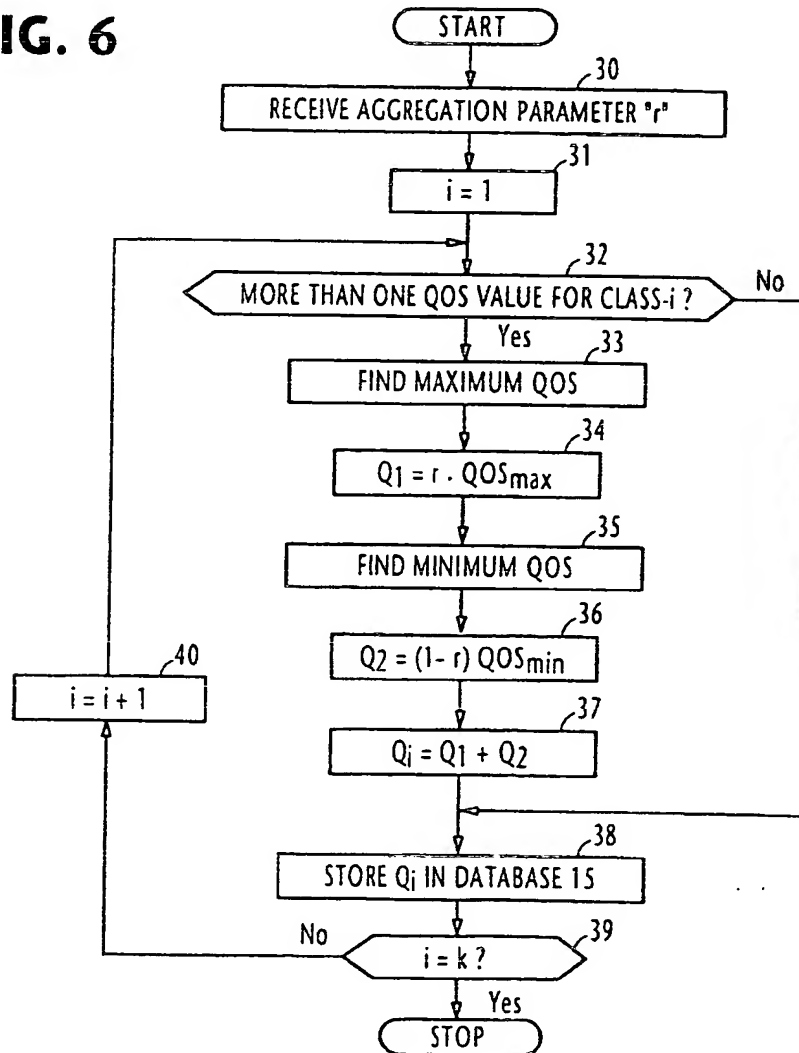 IG. 6
START
30
RECEIVE AGGREGATION PARAMETER "r"
31
i = 1
32
MORE THAN ONE QOS VALUE FOR CLASS-i ?
No
Yes
33
FIND MAXIMUM QOS
34
Q1 = r . QOSmax
35
FIND MINIMUM QOS
36
Q2 = (1- r) QOSmin
40
i = i + 1
37
Qi = Q1 + Q2
38
STORE Qi IN DATABASE 15
No
39
i = k ?
Yes
STOP